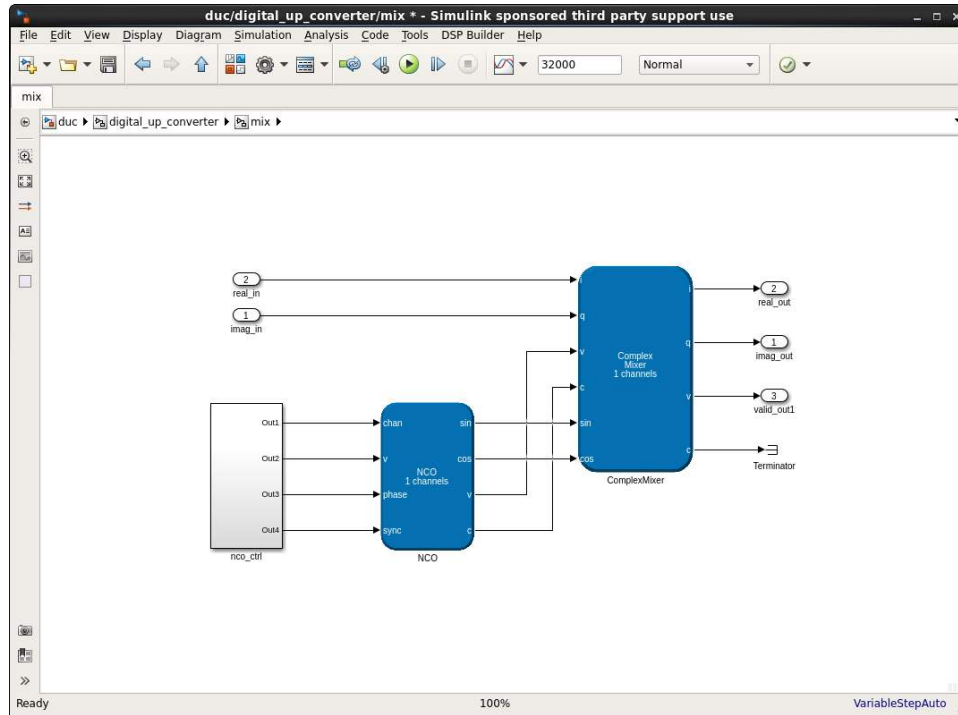 duc/digital_up_converter/mix * - Simulink sponsored third party support use
File Edit View Display Diagram Simulation Analysis Code Tools DSP Builder Help
32000 Normal
mix
duc digital_up_converter mix
2
real_in
1
imag_in
Out1
Out2
Out3
Out4
nco_ctrl
chan
v
phase
sync
NCO
1 channels
sin
cos
v
c
NCO
i
q
v
c
sin
cos
Complex
Mixer
1 channels
i
q
v
c
ComplexMixer
2
real_out
1
imag_out
3
valid_out1
Terminator
Ready 100% VariableStepAuto